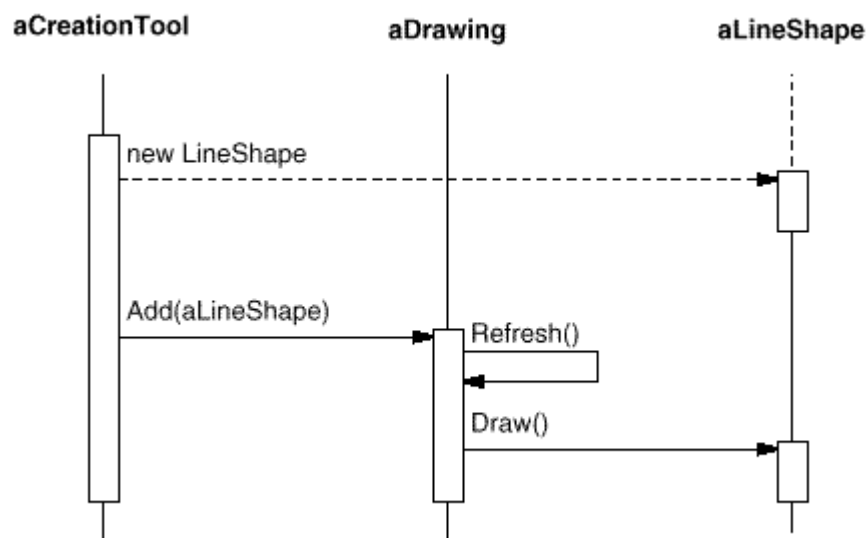 aCreationTool
aDrawing
aLineShape
new LineShape
Add(aLineShape)
Refresh()
Draw()